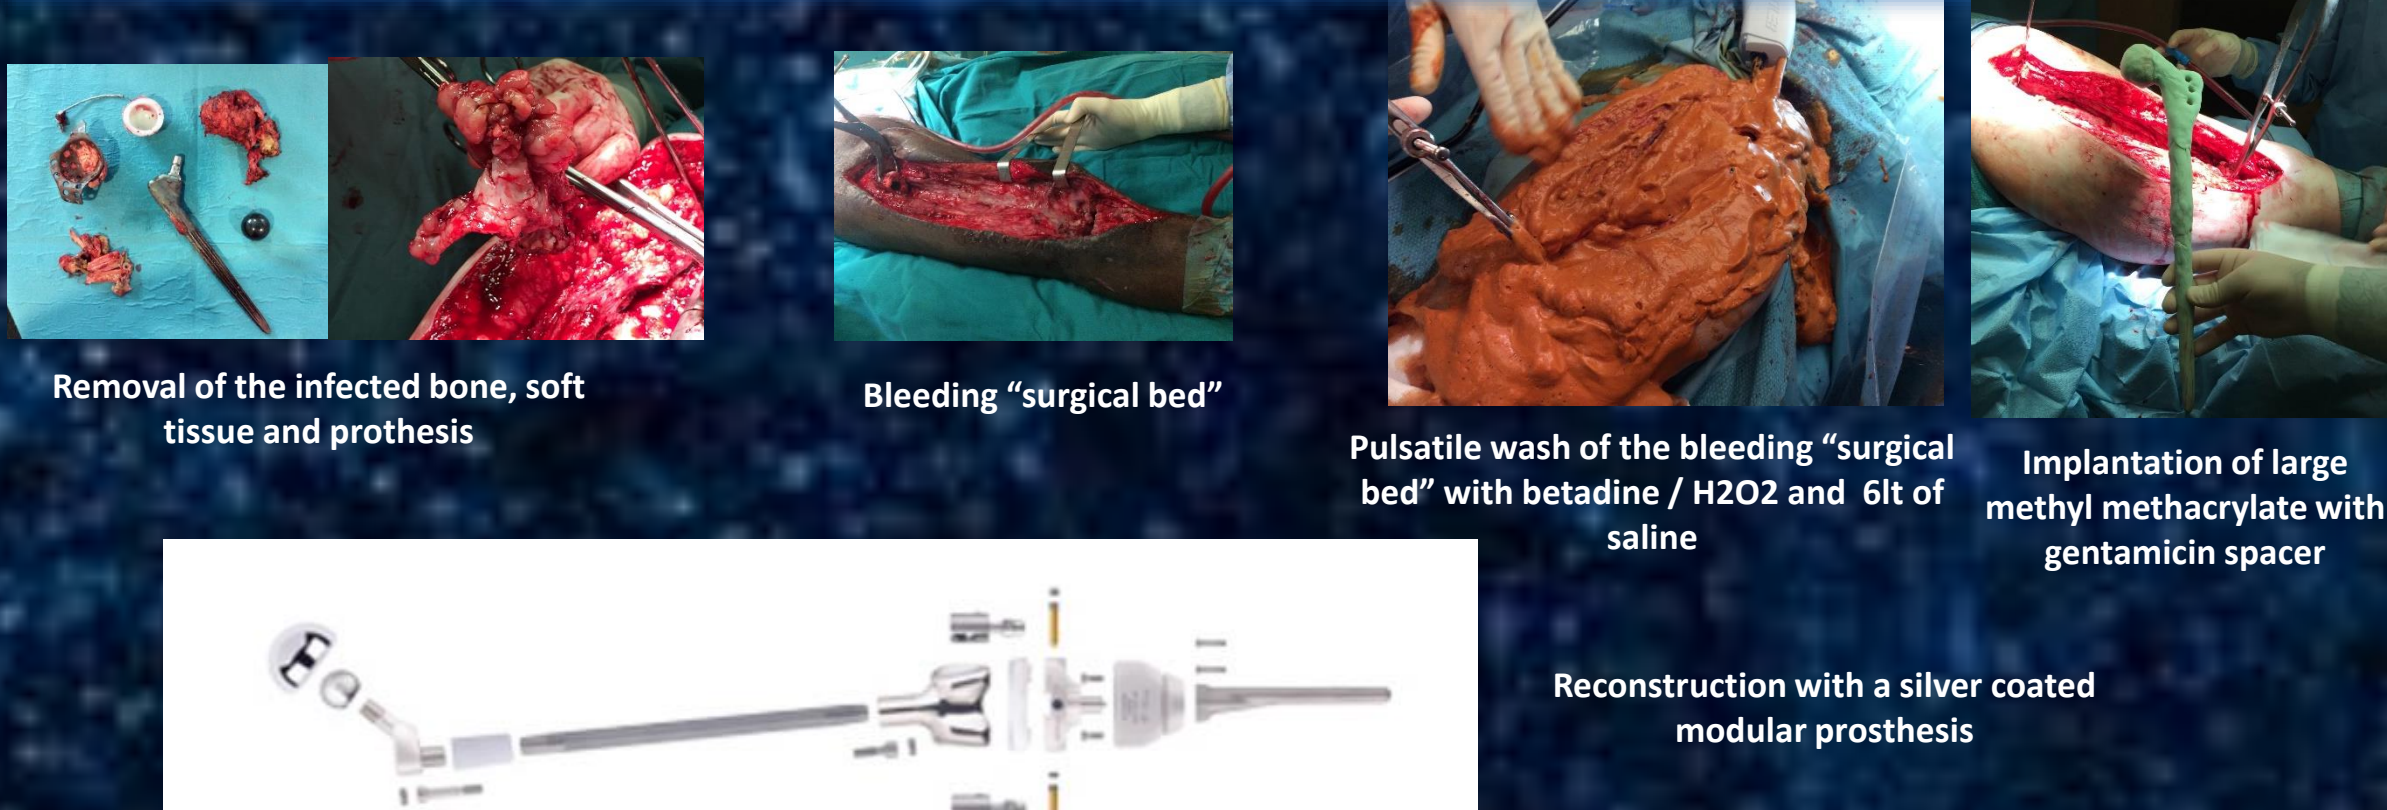 Removal of the infected bone, soft
tissue and prothesis
Bleeding “surgical bed”
Pulsatile wash of the bleeding “surgical
bed” with betadine / H2O2 and 6lt of
saline
Implantation of large
methyl methacrylate with
gentamicin spacer
Reconstruction with a silver coated
modular prosthesis